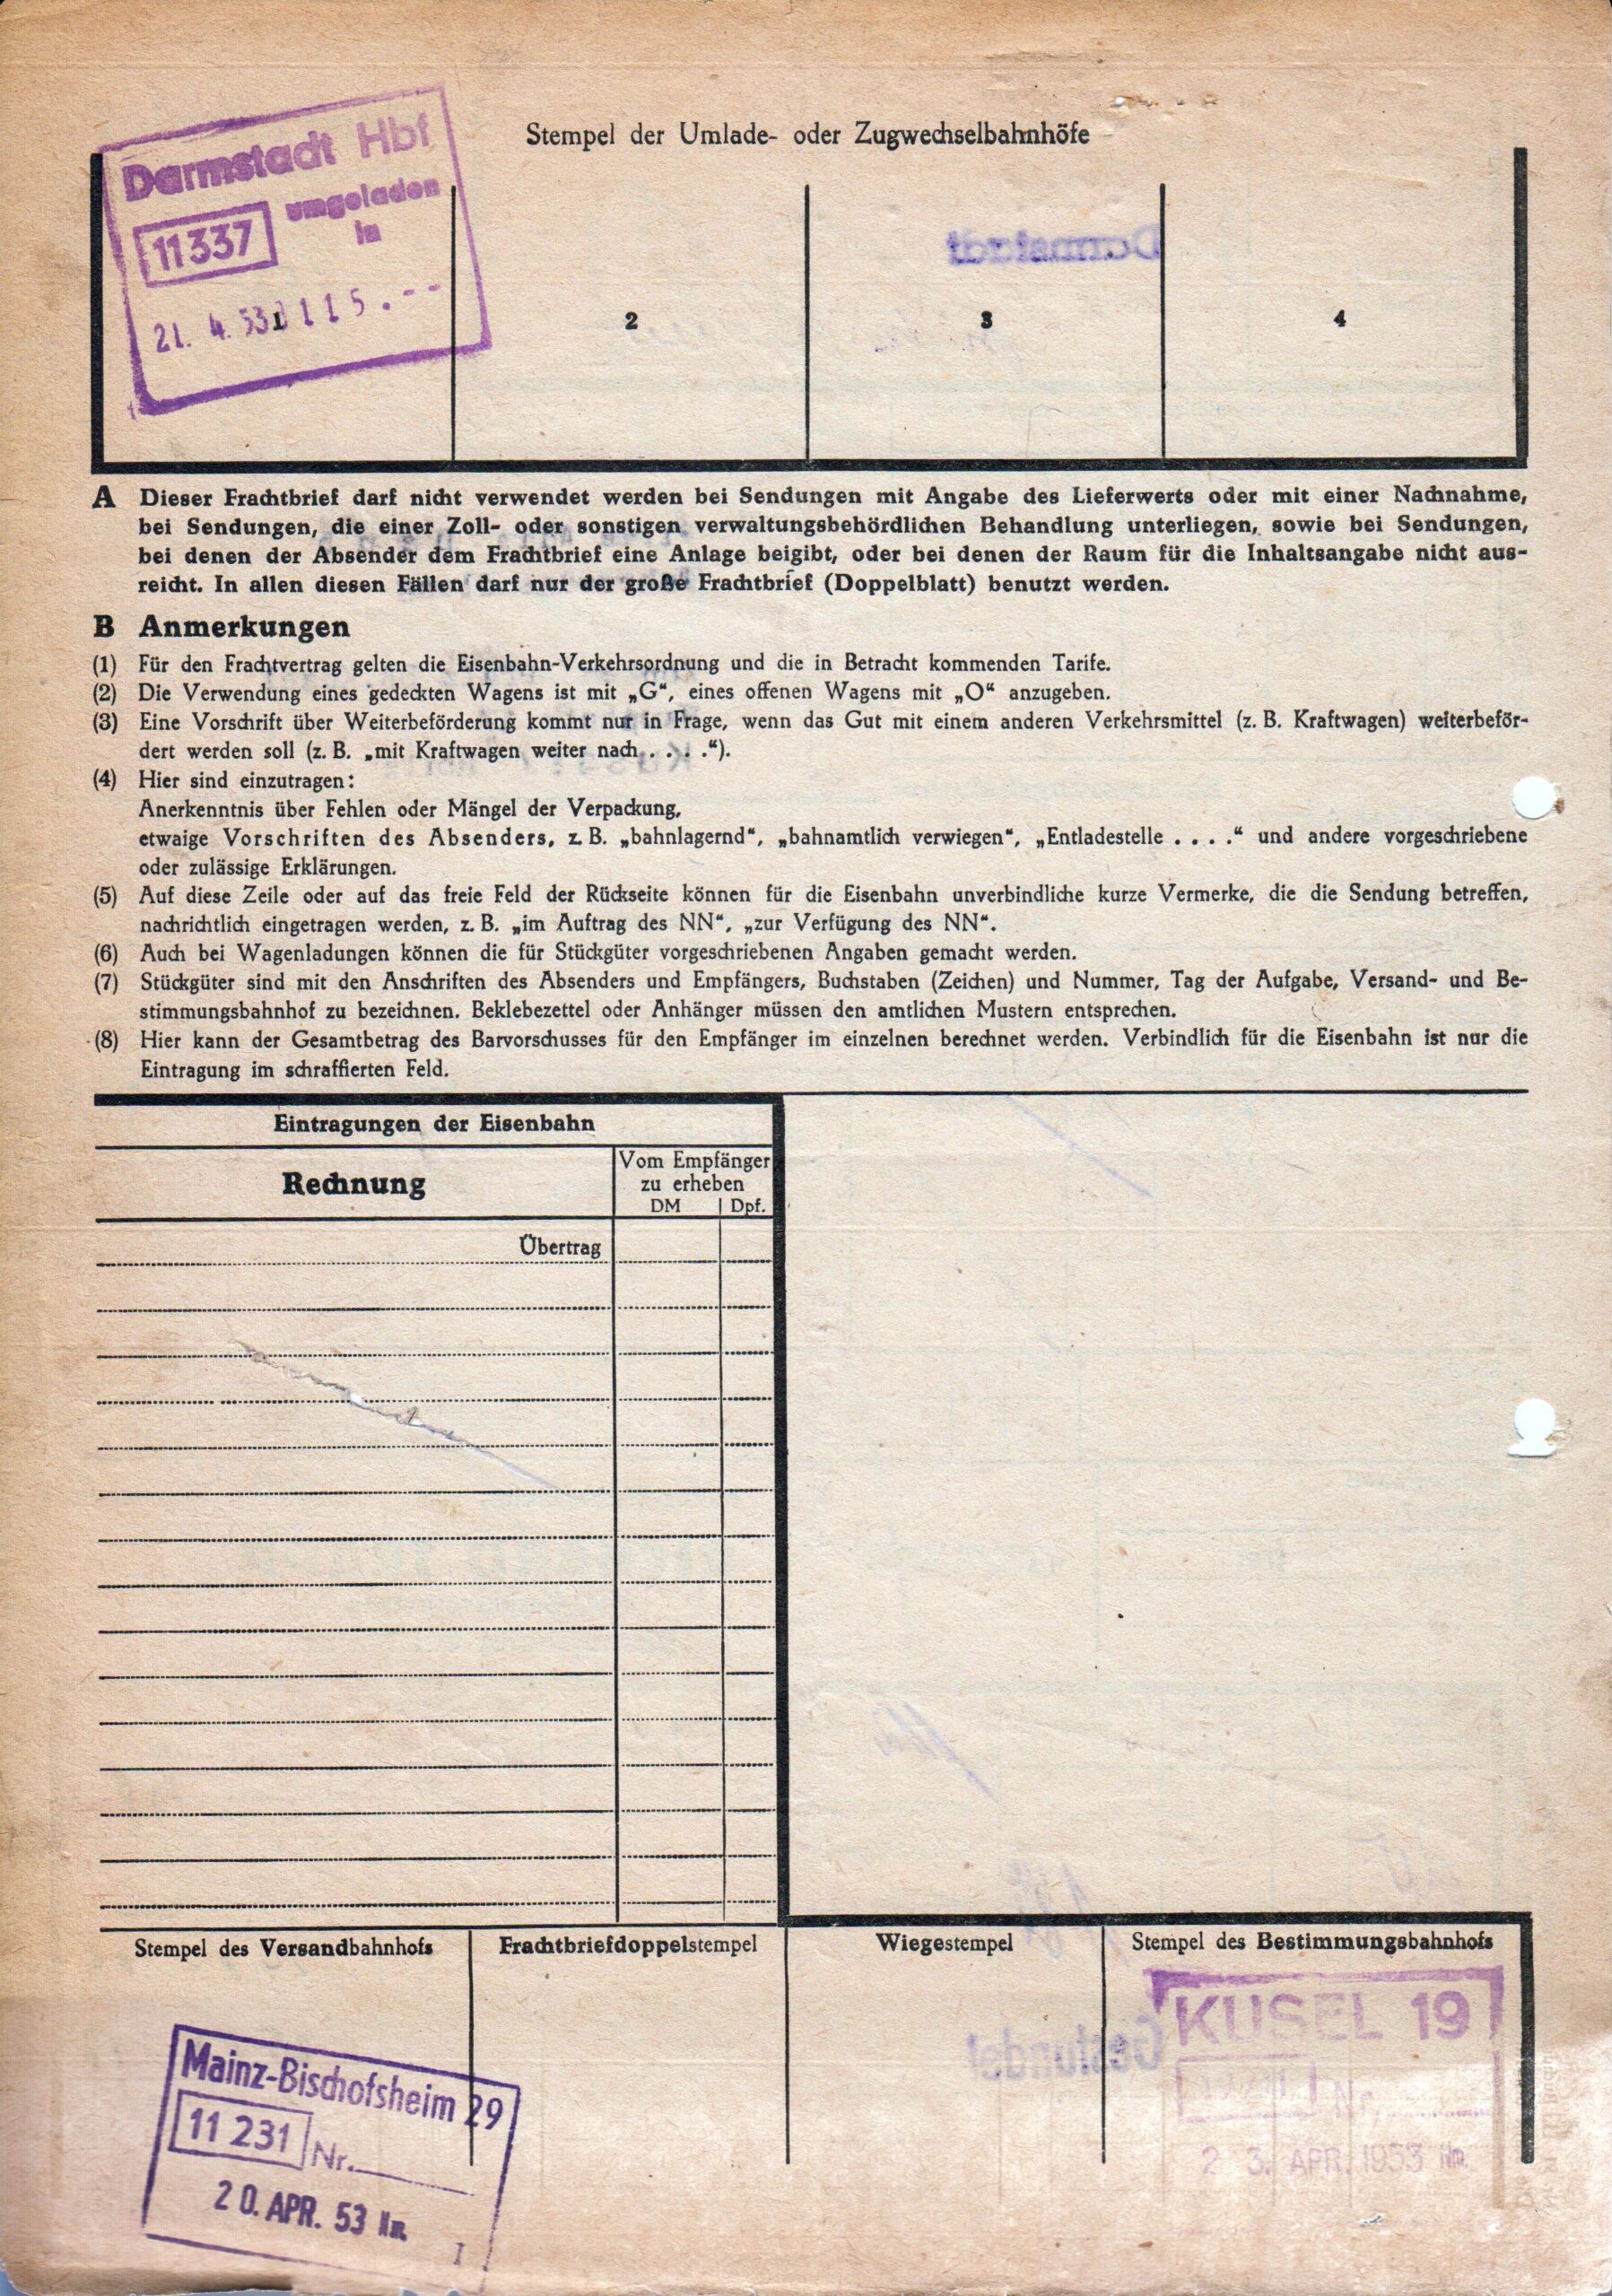 Darmstadt Hbf
umgeladen
in
11337
21. 4. 53
Stempel der Umlade- oder Zugwechselbahnhöfe
Darmstadt
2
3
4
A Dieser Frachtbrief darf nicht verwendet werden bei Sendungen mit Angabe des Lieferwerts oder mit einer Nachnahme,
bei Sendungen, die einer Zoll- oder sonstigen verwaltungsbehördlichen Behandlung unterliegen, sowie bei Sendungen,
bei denen der Absender dem Frachtbrief eine Anlage beigibt, oder bei denen der Raum für die Inhaltsangabe nicht aus-
reicht. In allen diesen Fällen darf nur der große Frachtbrief (Doppelblatt) benutzt werden.
B Anmerkungen
(1) Für den Frachtvertrag gelten die Eisenbahn-Verkehrsordnung und die in Betracht kommenden Tarife.
(2) Die Verwendung eines gedeckten Wagens ist mit „G“, eines offenen Wagens mit „O“ anzugeben.
(3) Eine Vorschrift über Weiterbeförderung kommt nur in Frage, wenn das Gut mit einem anderen Verkehrsmittel (z. B. Kraftwagen) weiterbeför-
dert werden soll (z. B. „mit Kraftwagen weiter nach . . . .“).
(4) Hier sind einzutragen:
Anerkenntnis über Fehlen oder Mängel der Verpackung,
etwaige Vorschriften des Absenders, z. B. „bahnlagernd“, „bahnamtlich verwiegen“, „Entladestelle . . . .“ und andere vorgeschriebene
oder zulässige Erklärungen.
(5) Auf diese Zeile oder auf das freie Feld der Rückseite können für die Eisenbahn unverbindliche kurze Vermerke, die die Sendung betreffen,
nachrichtlich eingetragen werden, z. B. „im Auftrag des NN“, „zur Verfügung des NN“.
(6) Auch bei Wagenladungen können die für Stückgüter vorgeschriebenen Angaben gemacht werden.
(7) Stückgüter sind mit den Anschriften des Absenders und Empfängers, Buchstaben (Zeichen) und Nummer, Tag der Aufgabe, Versand- und Be-
stimmungsbahnhof zu bezeichnen. Beklebezettel oder Anhänger müssen den amtlichen Mustern entsprechen.
(8) Hier kann der Gesamtbetrag des Barvorschusses für den Empfänger im einzelnen berechnet werden. Verbindlich für die Eisenbahn ist nur die
Eintragung im schraffierten Feld.
Eintragungen der Eisenbahn
Rechnung
Vom Empfänger
zu erheben
DM Dpf.
Übertrag
Stempel des Versandbahnhofs
Frachtbriefdoppelstempel
Wiegestempel
Stempel des Bestimmungsbahnhofs
Mainz-Bischofsheim 29
11 231 Nr.
20. APR. 53 Nm.
I
Gestundet
KUSEL 19
Nr.
23. APR. 1953 Nm.